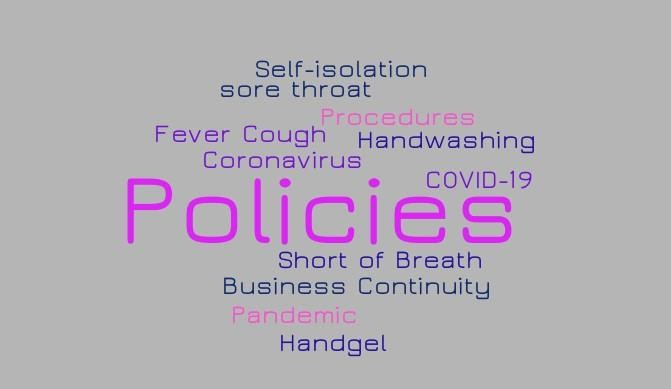 Self-isolation
sore throat
Procedures
Fever Cough
Handwashing
Coronavirus
COVID-19
Policies
Short of Breath
Business Continuity
Pandemic
Handgel